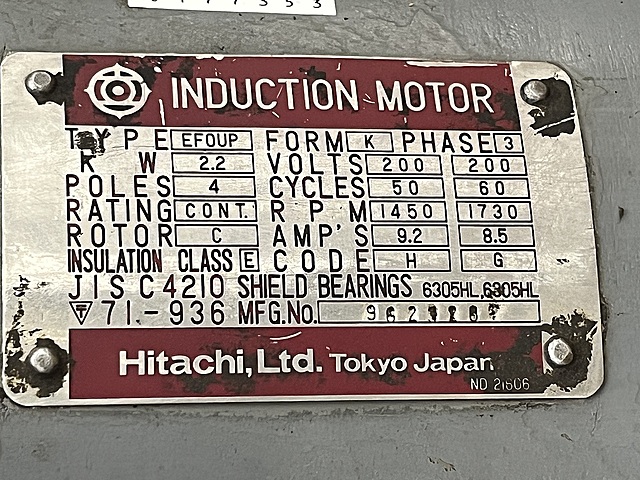 INDUCTION MOTOR
TYPE EFOUP FORM K PHASE 3
KW 2.2 VOLTS 200 200
POLES 4 CYCLES 50 60
RATING CONT. RPM 1450 1730
ROTOR C AMP'S 9.2 8.5
INSULATION CLASS E CODE H G
JIS C 4210 SHIELD BEARINGS 6305HL, 6305HL
71.-936 MFG.NO.
Hitachi, Ltd. Tokyo Japan
ND 21606